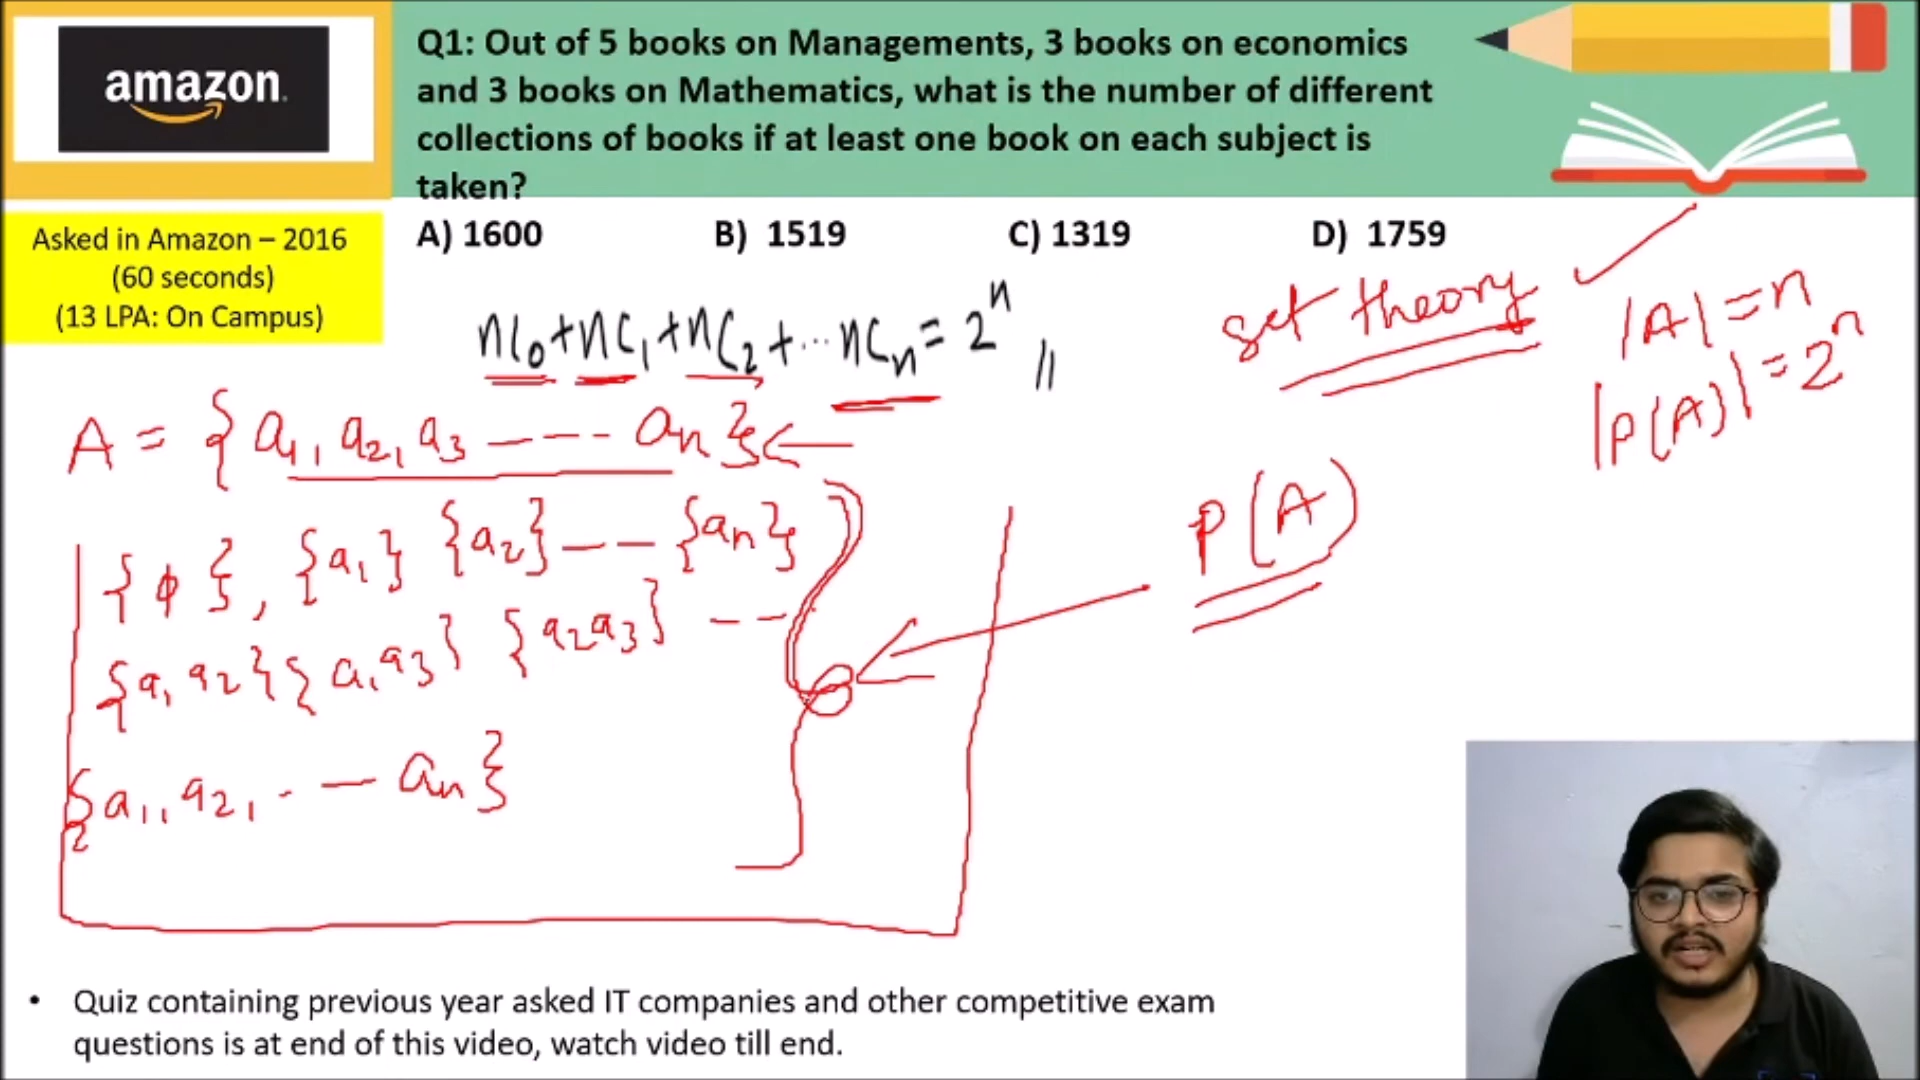 amazon
Q1: Out of 5 books on Managements, 3 books on economics
and 3 books on Mathematics, what is the number of different
collections of books if at least one book on each subject is
taken?
Asked in Amazon – 2016
(60 seconds)
(13 LPA: On Campus)
A) 1600 B) 1519 C) 1319 D) 1759
nC₀+nC₁+nC₂+...nCₙ=2ⁿ //
set theory
|A|=n
|P(A)|=2ⁿ
A = {a₁, a₂, a₃ ---- aₙ}
P(A)
{φ}, {a₁} {a₂} -- {aₙ}
{a₁ a₂} {a₁ a₃} {a₂ a₃} --
{a₁, a₂, . - aₙ}
• Quiz containing previous year asked IT companies and other competitive exam
questions is at end of this video, watch video till end.